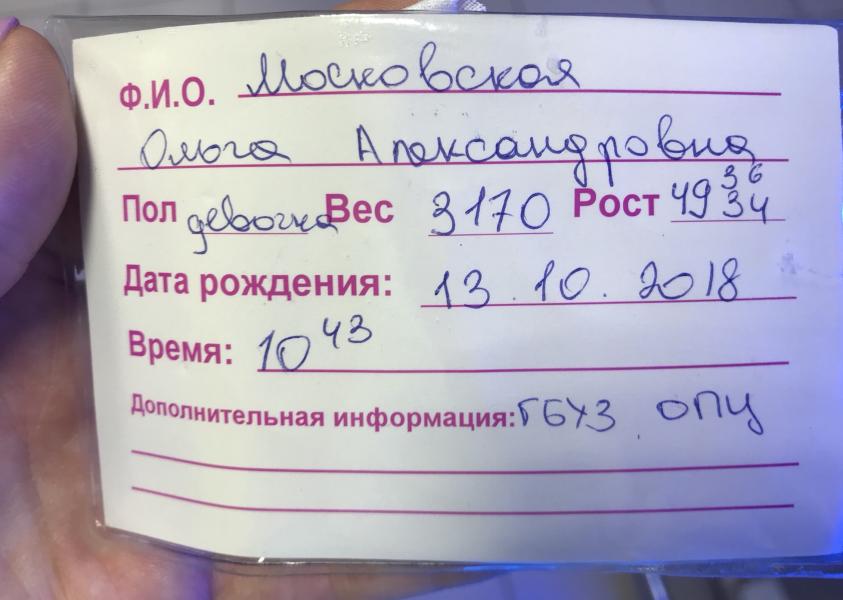 Ф.И.О. Московская
Ольга Александровна
Пол девочка Вес 3170 Рост 49 36 34
Дата рождения: 13.10.2018
Время: 10 43
Дополнительная информация: ГБУЗ ОПЦ